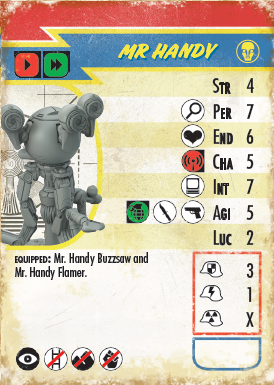 MR HANDY
STR 4
PER 7
END 6
CHA 5
INT 7
AGI 5
LUC 2
EQUIPPED: Mr. Handy Buzzsaw and
Mr. Handy Flamer.
3
1
X